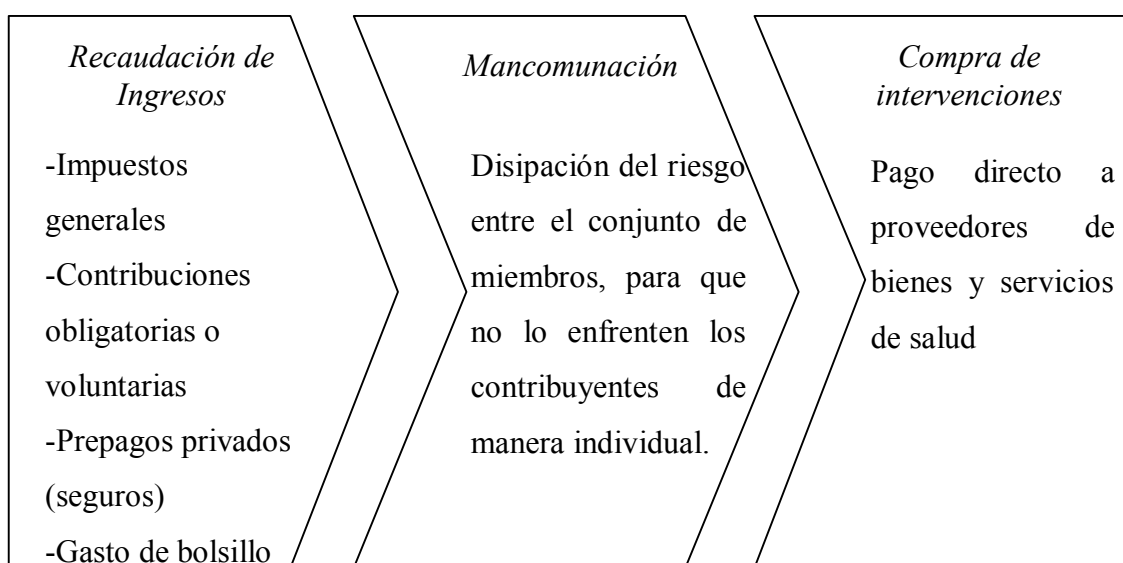 Recaudación de
Ingresos
-Impuestos
generales
-Contribuciones
obligatorias o
voluntarias
-Prepagos privados
(seguros)
-Gasto de bolsillo
Mancomunación
Disipación del riesgo
entre el conjunto de
miembros, para que
no lo enfrenten los
contribuyentes de
manera individual.
Compra de
intervenciones
Pago directo a
proveedores de
bienes y servicios
de salud